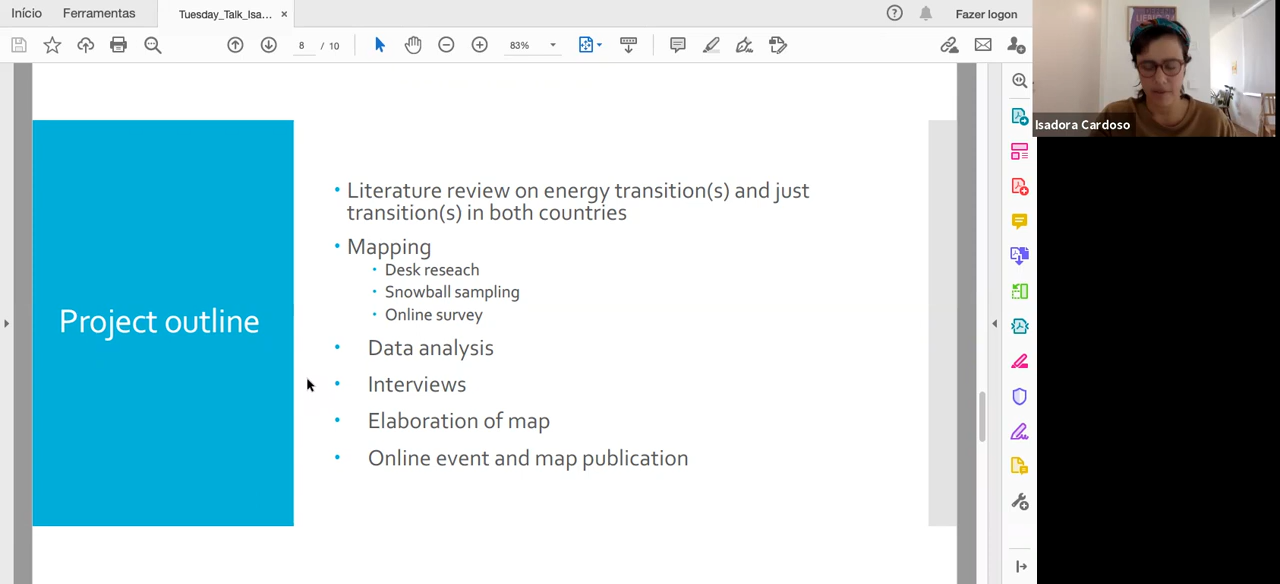 Início
Ferramentas
Tuesday_Talk_Isa...
Fazer logon
8 / 10
83%
Isadora Cardoso
Project outline
• Literature review on energy transition(s) and just
transition(s) in both countries
• Mapping
• Desk reseach
• Snowball sampling
• Online survey
• Data analysis
• Interviews
• Elaboration of map
• Online event and map publication